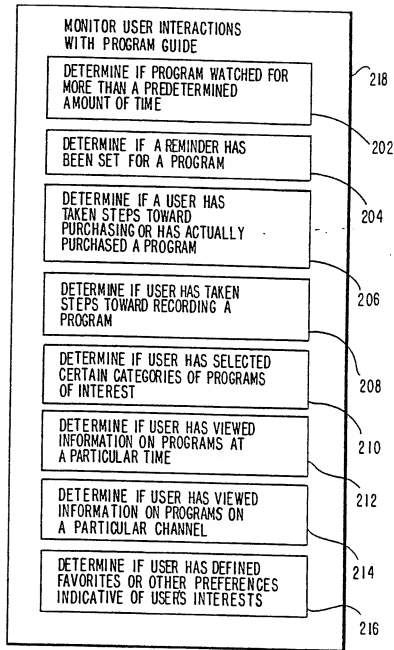 MONITOR USER INTERACTIONS
WITH PROGRAM GUIDE
218
DETERMINE IF PROGRAM WATCHED FOR
MORE THAN A PREDETERMINED
AMOUNT OF TIME
202
DETERMINE IF A REMINDER HAS
BEEN SET FOR A PROGRAM
204
DETERMINE IF A USER HAS
TAKEN STEPS TOWARD
PURCHASING OR HAS ACTUALLY
PURCHASED A PROGRAM
206
DETERMINE IF USER HAS TAKEN
STEPS TOWARD RECORDING A
PROGRAM
208
DETERMINE IF USER HAS SELECTED
CERTAIN CATEGORIES OF PROGRAMS
OF INTEREST
210
DETERMINE IF USER HAS VIEWED
INFORMATION ON PROGRAMS AT
A PARTICULAR TIME
212
DETERMINE IF USER HAS VIEWED
INFORMATION ON PROGRAMS ON
A PARTICULAR CHANNEL
214
DETERMINE IF USER HAS DEFINED
FAVORITES OR OTHER PREFERENCES
INDICATIVE OF USER'S INTERESTS
216